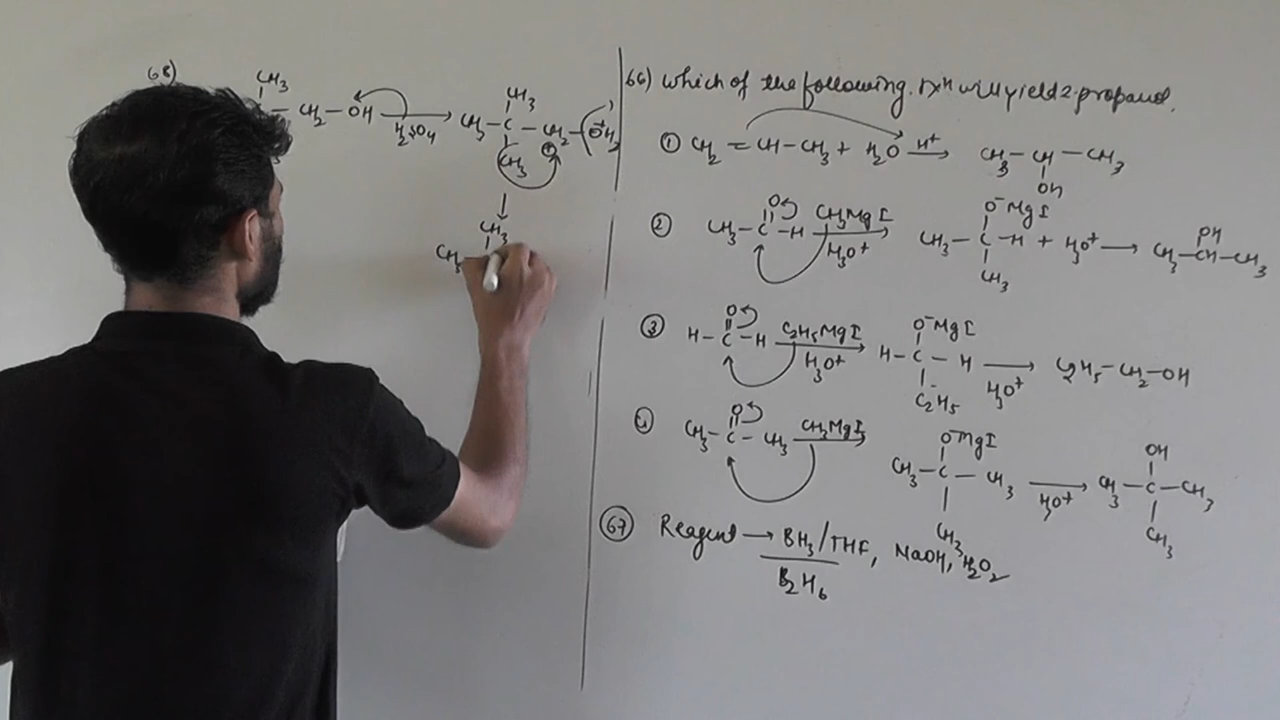 68)
CH3
C – CH2 – OH
H2SO4
CH3
CH3 – C – CH2 – OH2
+
CH3
CH3
CH3
66) Which of the following rxn will yield 2-propanol.
① CH2 = CH–CH3 + H2O H+ CH3 – CH – CH3
OH
② CH3 – C – H CH3MgI H3O+ CH3 – C – H + H3O+ CH3 – CH – CH3
O O⁻MgI OH
CH3
③ H – C – H C2H5MgI H3O+ H – C – H H3O+ C2H5 – CH2 – OH
O O⁻MgI
C2H5
④ CH3 – C – CH3 CH3MgI CH3 – C – CH3 H3O+ CH3 – C – CH3
O O⁻MgI OH
CH3 CH3
67 Reagent → BH3/THF, NaOH, H2O2
B2H6